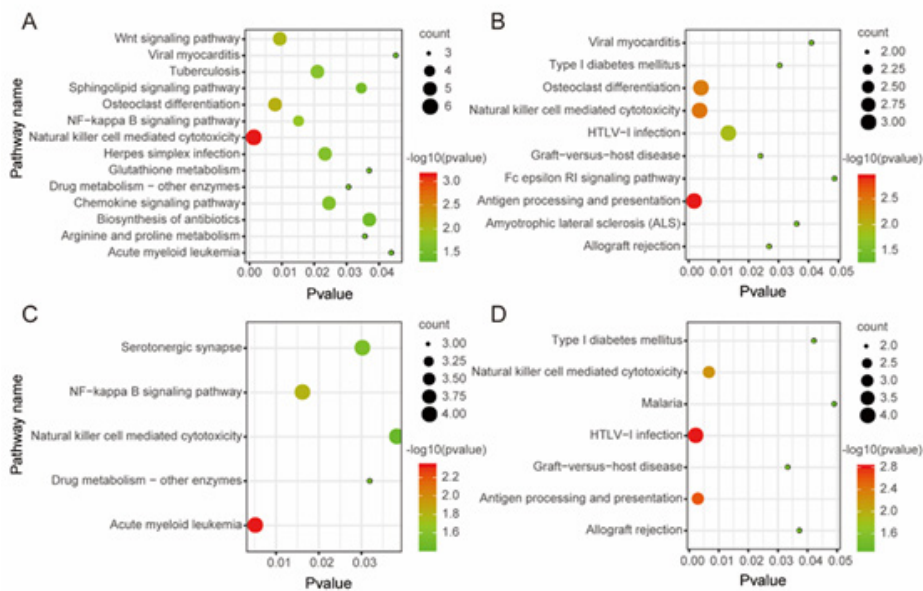 A
Pathway name
Wnt signaling pathway
Viral myocarditis
Tuberculosis
Sphingolipid signaling pathway
Osteoclast differentiation
NF−kappa B signaling pathway
Natural killer cell mediated cytotoxicity
Herpes simplex infection
Glutathione metabolism
Drug metabolism − other enzymes
Chemokine signaling pathway
Biosynthesis of antibiotics
Arginine and proline metabolism
Acute myeloid leukemia
0.00 0.01 0.02 0.03 0.04
Pvalue
count
3
4
5
6
-log10(pvalue)
3.0
2.5
2.0
1.5
B
Viral myocarditis
Type I diabetes mellitus
Osteoclast differentiation
Natural killer cell mediated cytotoxicity
HTLV−I infection
Graft−versus−host disease
Fc epsilon RI signaling pathway
Antigen processing and presentation
Amyotrophic lateral sclerosis (ALS)
Allograft rejection
0.00 0.01 0.02 0.03 0.04 0.05
Pvalue
count
2.00
2.25
2.50
2.75
3.00
-log10(pvalue)
2.5
2.0
1.5
C
Pathway name
Serotonergic synapse
NF−kappa B signaling pathway
Natural killer cell mediated cytotoxicity
Drug metabolism − other enzymes
Acute myeloid leukemia
0.01 0.02 0.03
Pvalue
count
3.00
3.25
3.50
3.75
4.00
-log10(pvalue)
2.2
2.0
1.8
1.6
D
Type I diabetes mellitus
Natural killer cell mediated cytotoxicity
Malaria
HTLV−I infection
Graft−versus−host disease
Antigen processing and presentation
Allograft rejection
0.00 0.01 0.02 0.03 0.04 0.05
Pvalue
count
2.0
2.5
3.0
3.5
4.0
-log10(pvalue)
2.8
2.4
2.0
1.6